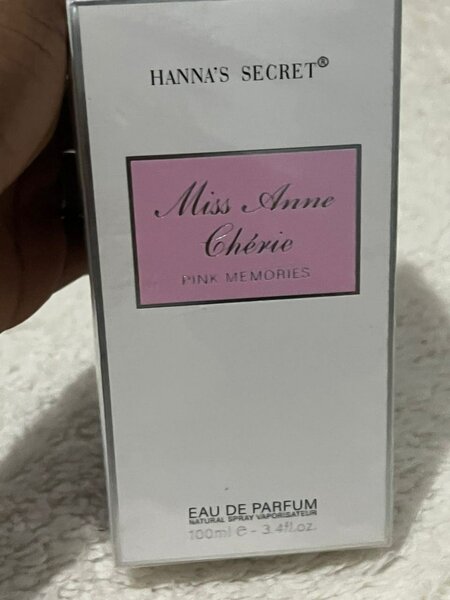 HANNA'S SECRET®
Miss Anne
Chérie
PINK MEMORIES
EAU DE PARFUM
NATURAL SPRAY VAPORISATEUR
100ml ℮ - 3.4fl.oz.